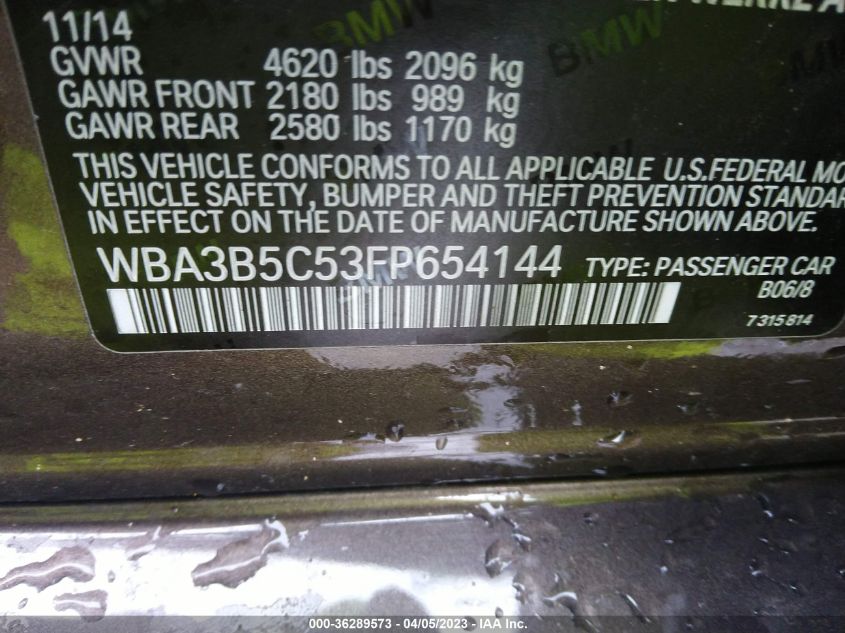 11/14
GVWR 4620 lbs 2096 kg
GAWR FRONT 2180 lbs 989 kg
GAWR REAR 2580 lbs 1170 kg
THIS VEHICLE CONFORMS TO ALL APPLICABLE U.S.FEDERAL MO
VEHICLE SAFETY, BUMPER AND THEFT PREVENTION STANDAR
IN EFFECT ON THE DATE OF MANUFACTURE SHOWN ABOVE.
WBA3B5C53FP654144 TYPE: PASSENGER CAR
B06/8
7315814
BMW
BMW
000-36289573 - 04/05/2023 - IAA Inc.